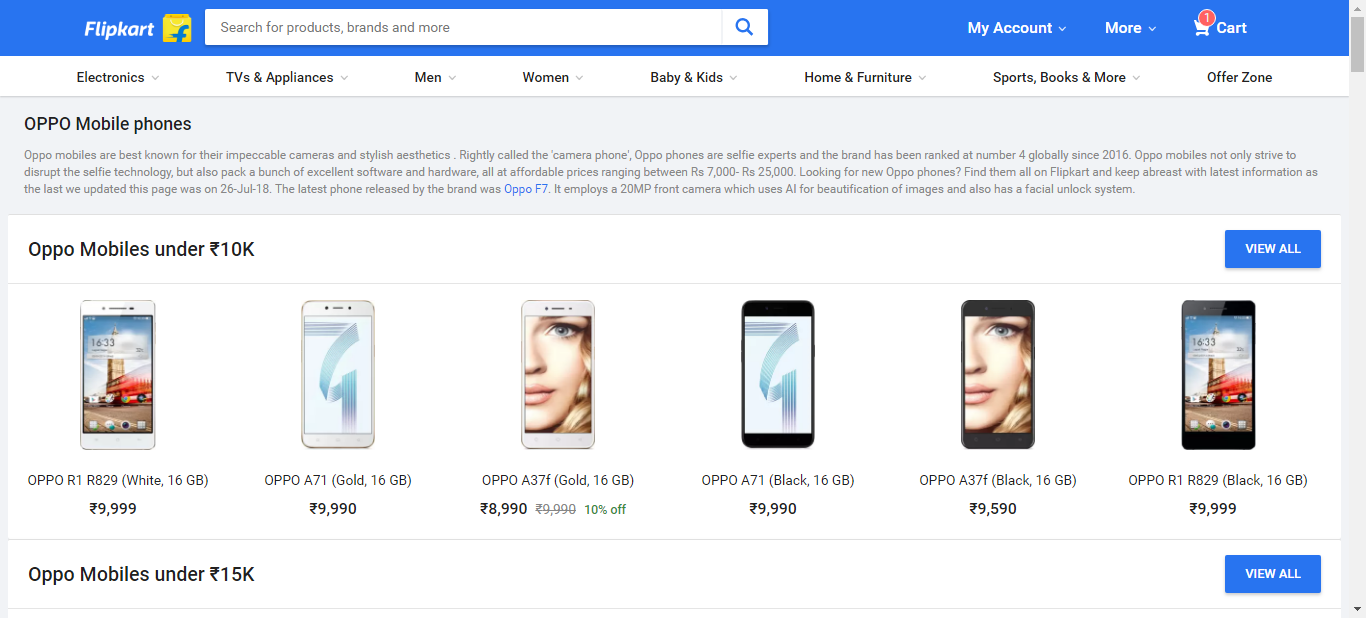 Flipkart
Search for products, brands and more
My Account
More
1
Cart
Electronics
TVs & Appliances
Men
Women
Baby & Kids
Home & Furniture
Sports, Books & More
Offer Zone
OPPO Mobile phones
Oppo mobiles are best known for their impeccable cameras and stylish aesthetics . Rightly called the 'camera phone', Oppo phones are selfie experts and the brand has been ranked at number 4 globally since 2016. Oppo mobiles not only strive to
disrupt the selfie technology, but also pack a bunch of excellent software and hardware, all at affordable prices ranging between Rs 7,000- Rs 25,000. Looking for new Oppo phones? Find them all on Flipkart and keep abreast with latest information as
the last we updated this page was on 26-Jul-18. The latest phone released by the brand was Oppo F7. It employs a 20MP front camera which uses AI for beautification of images and also has a facial unlock system.
Oppo Mobiles under ₹10K
VIEW ALL
16:33
16:33
OPPO R1 R829 (White, 16 GB)
OPPO A71 (Gold, 16 GB)
OPPO A37f (Gold, 16 GB)
OPPO A71 (Black, 16 GB)
OPPO A37f (Black, 16 GB)
OPPO R1 R829 (Black, 16 GB)
₹9,999
₹9,990
₹8,990 ₹9,990 10% off
₹9,990
₹9,590
₹9,999
Oppo Mobiles under ₹15K
VIEW ALL